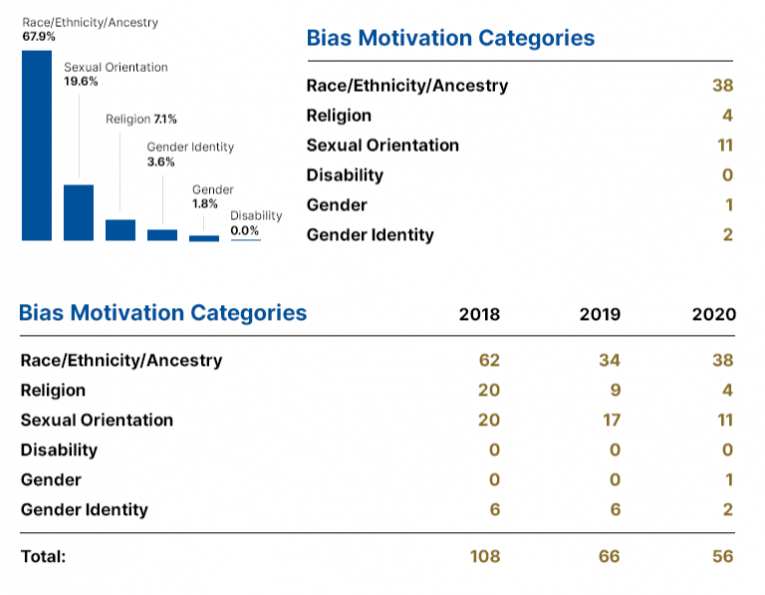 Race/Ethnicity/Ancestry
67.9%
Sexual Orientation
19.6%
Religion 7.1%
Gender Identity
3.6%
Gender
1.8%
Disability
0.0%
Bias Motivation Categories
Race/Ethnicity/Ancestry 38
Religion 4
Sexual Orientation 11
Disability 0
Gender 1
Gender Identity 2
Bias Motivation Categories 2018 2019 2020
Race/Ethnicity/Ancestry 62 34 38
Religion 20 9 4
Sexual Orientation 20 17 11
Disability 0 0 0
Gender 0 0 1
Gender Identity 6 6 2
Total: 108 66 56